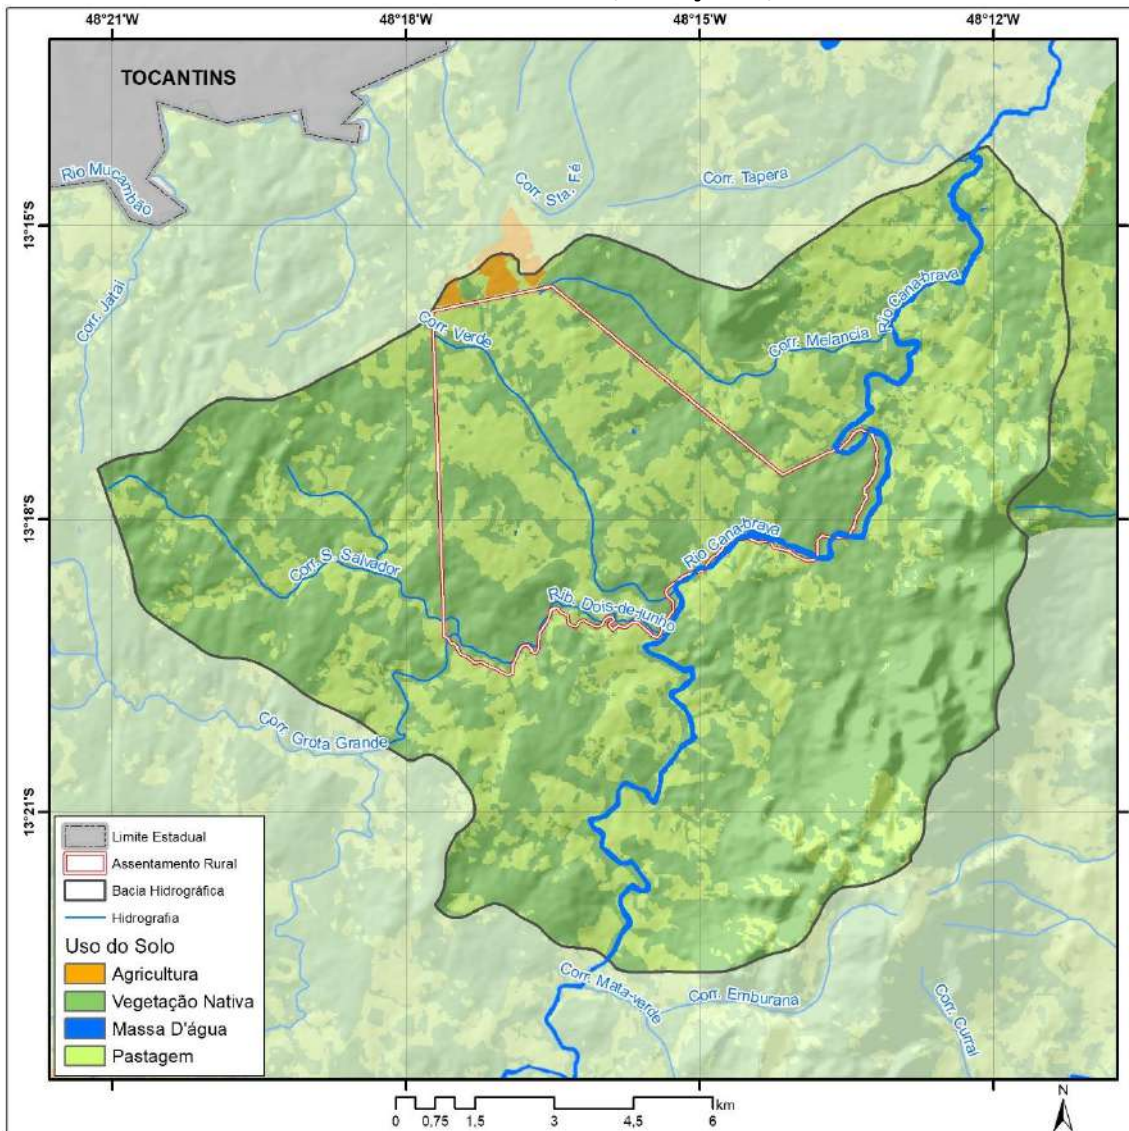 48°21'W
48°18'W
48°15'W
48°12'W
TOCANTINS
Rio Mucambão
Corr. Sta. Fé
Corr. Tapera
13°15'S
Corr. Jataí
Corr. Verde
Rio Cana-brava
Corr. Melancia
13°18'S
Corr. S. Salvador
Rio Cana-brava
Rib. Dois-de-junho
Corr. Grota Grande
13°21'S
Corr. Mata-verde
Corr. Emburana
Corr. Curral
Limite Estadual
Assentamento Rural
Bacia Hidrográfica
Hidrografia
Uso do Solo
Agricultura
Vegetação Nativa
Massa D'água
Pastagem
0 0,75 1,5 3 4,5 6 km
N